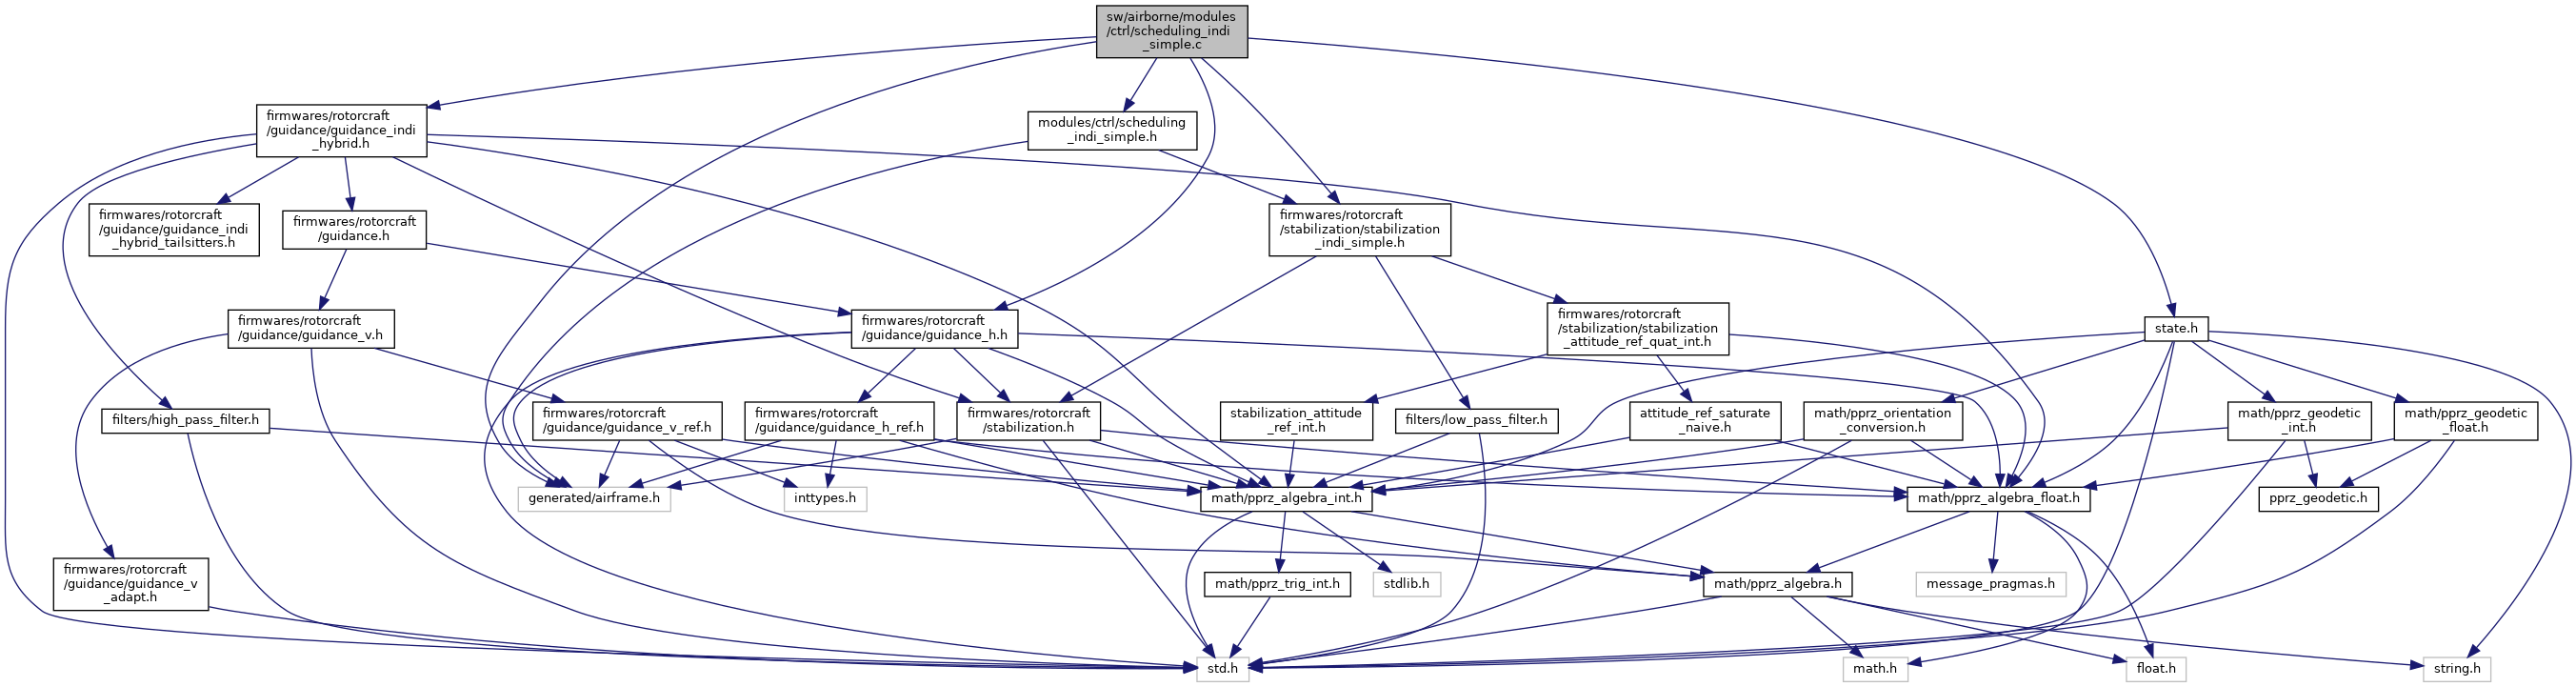 sw/airborne/modules
/ctrl/scheduling_indi
_simple.c
firmwares/rotorcraft
/guidance/guidance_indi
_hybrid.h
modules/ctrl/scheduling
_indi_simple.h
firmwares/rotorcraft
/guidance/guidance_indi
_hybrid_tailsitters.h
firmwares/rotorcraft
/guidance.h
firmwares/rotorcraft
/stabilization/stabilization
_indi_simple.h
firmwares/rotorcraft
/guidance/guidance_v.h
firmwares/rotorcraft
/guidance/guidance_h.h
firmwares/rotorcraft
/stabilization/stabilization
_attitude_ref_quat_int.h
state.h
filters/high_pass_filter.h
firmwares/rotorcraft
/guidance/guidance_v_ref.h
firmwares/rotorcraft
/guidance/guidance_h_ref.h
firmwares/rotorcraft
/stabilization.h
stabilization_attitude
_ref_int.h
filters/low_pass_filter.h
attitude_ref_saturate
_naive.h
math/pprz_orientation
_conversion.h
math/pprz_geodetic
_int.h
math/pprz_geodetic
_float.h
generated/airframe.h
inttypes.h
math/pprz_algebra_int.h
math/pprz_algebra_float.h
pprz_geodetic.h
firmwares/rotorcraft
/guidance/guidance_v
_adapt.h
math/pprz_trig_int.h
stdlib.h
math/pprz_algebra.h
message_pragmas.h
std.h
math.h
float.h
string.h